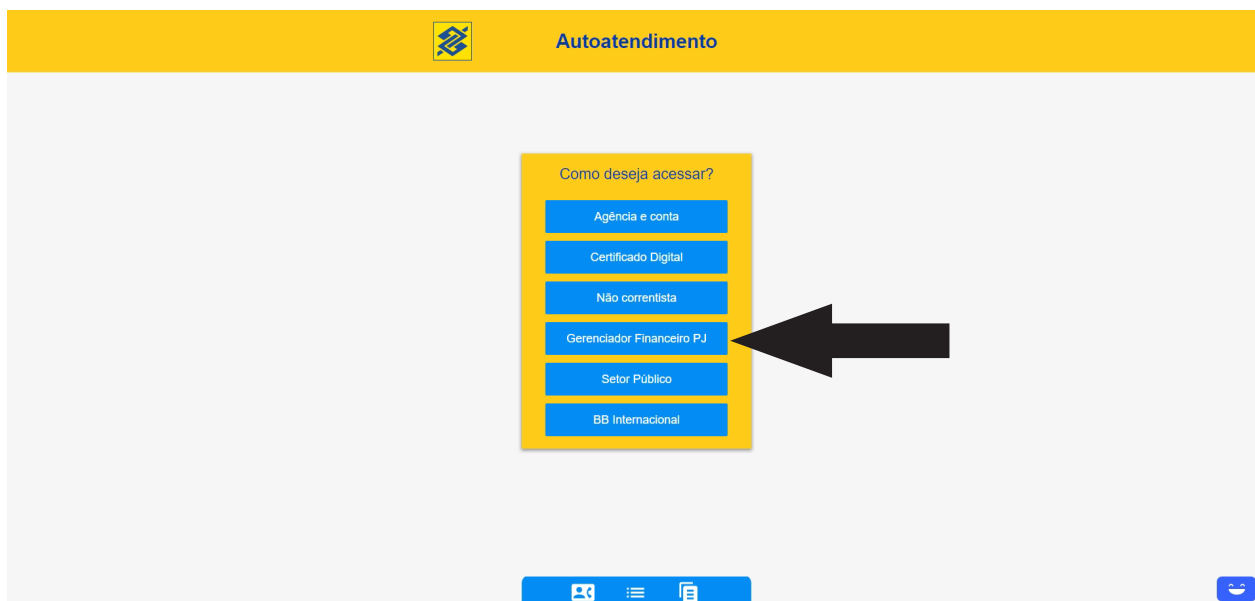 Autoatendimento
Como deseja acessar?
Agência e conta
Certificado Digital
Não correntista
Gerenciador Financeiro PJ
Setor Público
BB Internacional